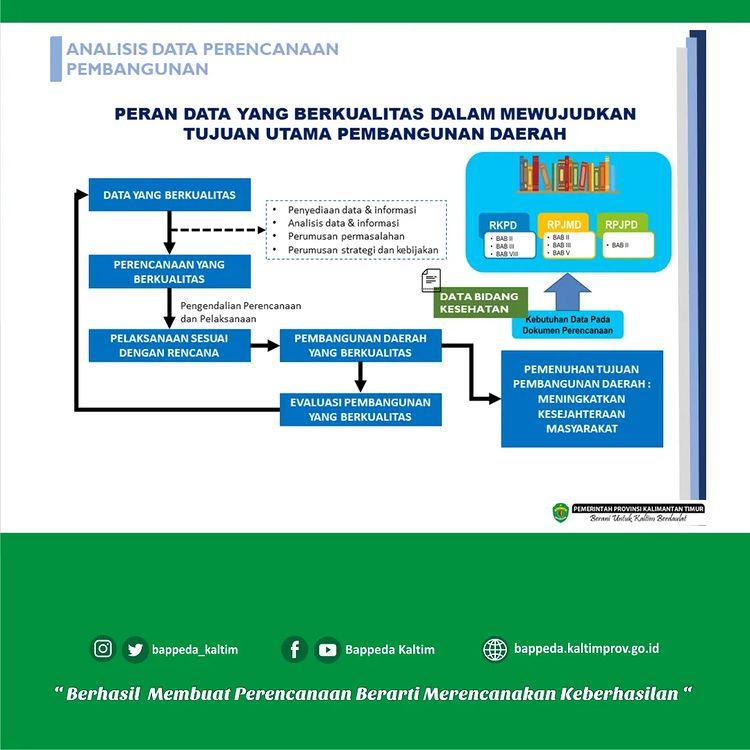 ANALISIS DATA PERENCANAAN
PEMBANGUNAN
PERAN DATA YANG BERKUALITAS DALAM MEWUJUDKAN
TUJUAN UTAMA PEMBANGUNAN DAERAH
DATA YANG BERKUALITAS
• Penyediaan data & informasi
• Analisis data & informasi
• Perumusan permasalahan
• Perumusan strategi dan kebijakan
PERENCANAAN YANG
BERKUALITAS
Pengendalian Perencanaan
dan Pelaksanaan
PELAKSANAAN SESUAI
DENGAN RENCANA
PEMBANGUNAN DAERAH
YANG BERKUALITAS
EVALUASI PEMBANGUNAN
YANG BERKUALITAS
RKPD
• BAB II
• BAB III
• BAB VIII
RPJMD
• BAB II
• BAB III
• BAB V
RPJPD
• BAB II
DATA BIDANG
KESEHATAN
Kebutuhan Data Pada
Dokumen Perencanaan
PEMENUHAN TUJUAN
PEMBANGUNAN DAERAH :
MENINGKATKAN
KESEJAHTERAAN
MASYARAKAT
PEMERINTAH PROVINSI KALIMANTAN TIMUR
Berani Untuk Kaltim Berdaulat
bappeda_kaltim
Bappeda Kaltim
bappeda.kaltimprov.go.id
“ Berhasil Membuat Perencanaan Berarti Merencanakan Keberhasilan “